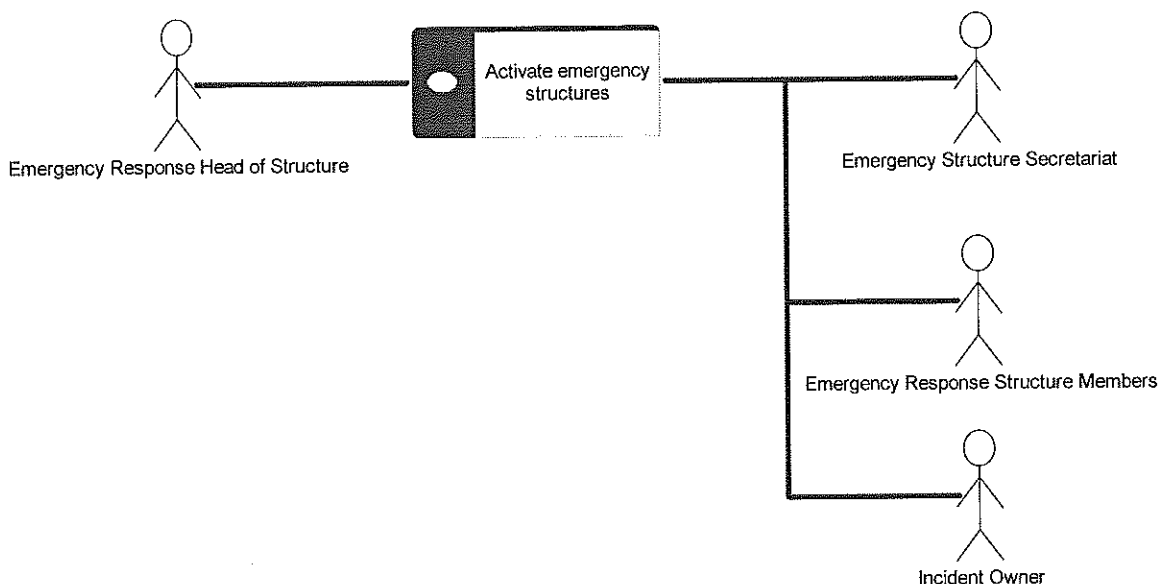 Activate emergency
structures
Emergency Response Head of Structure
Emergency Structure Secretariat
Emergency Response Structure Members
Incident Owner